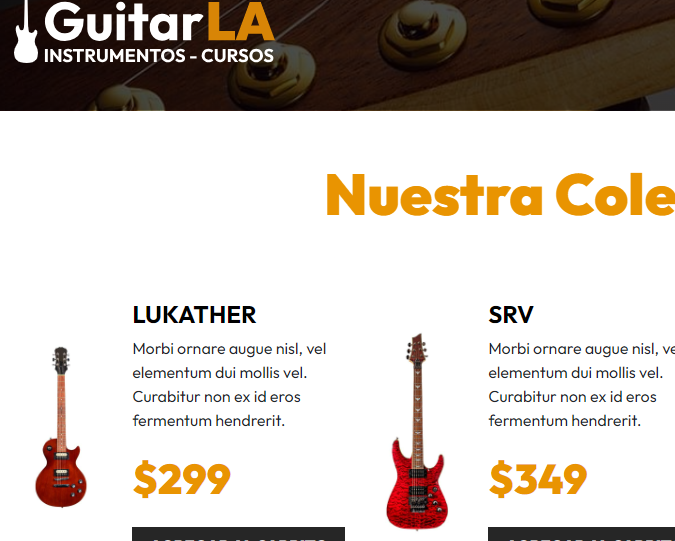 GuitarLA
INSTRUMENTOS - CURSOS
Nuestra Cole
LUKATHER
Morbi ornare augue nisl, vel
elementum dui mollis vel.
Curabitur non ex id eros
fermentum hendrerit.
$299
SRV
Morbi ornare augue nisl, ve
elementum dui mollis vel.
Curabitur non ex id eros
fermentum hendrerit.
$349